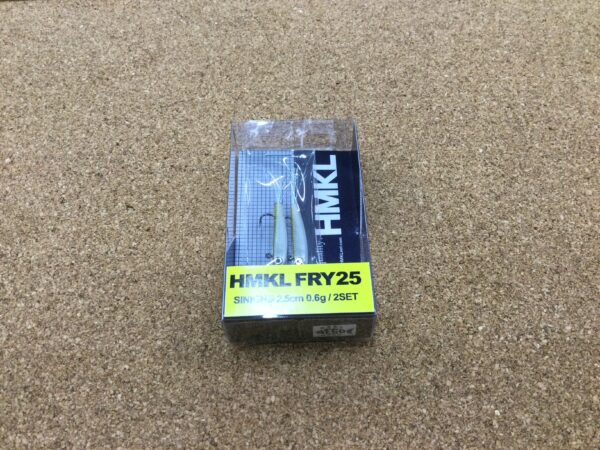 HMKL
HMKL FRY25
SINKING 2.5cm 0.6g / 2SET